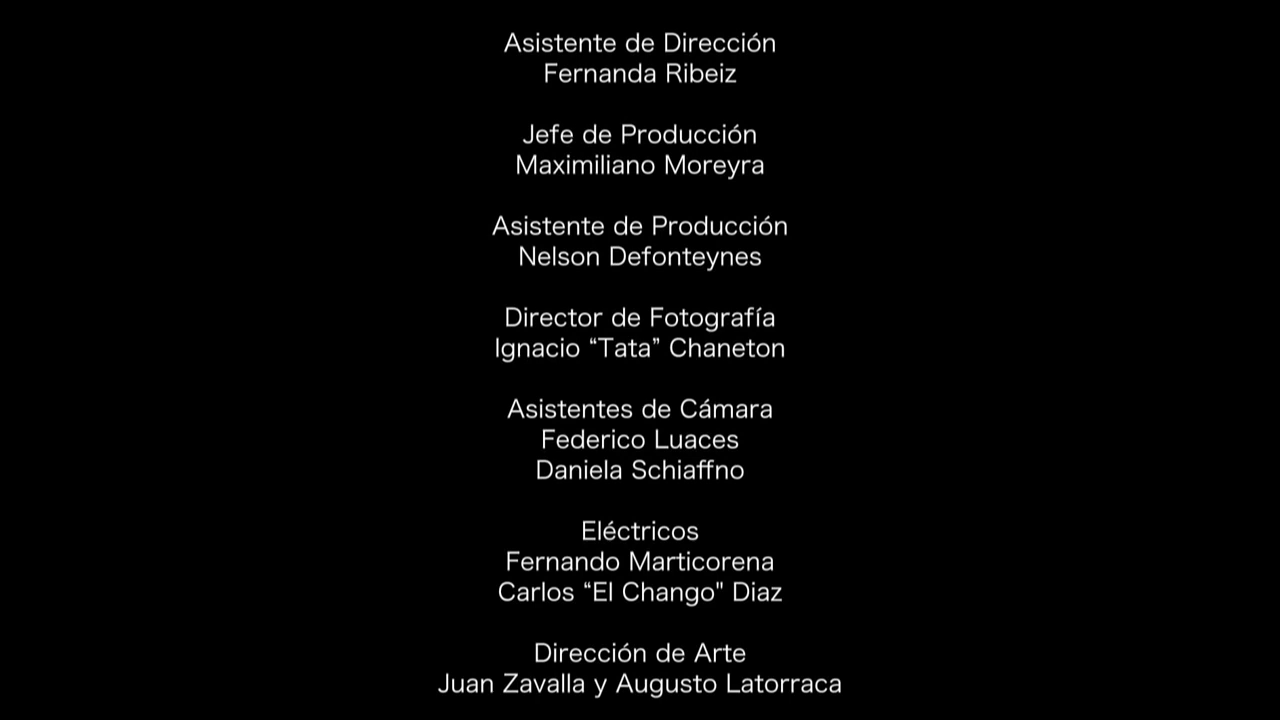 Asistente de Dirección
Fernanda Ribeiz
Jefe de Producción
Maximiliano Moreyra
Asistente de Producción
Nelson Defonteynes
Director de Fotografía
Ignacio “Tata” Chaneton
Asistentes de Cámara
Federico Luaces
Daniela Schiaffno
Eléctricos
Fernando Marticorena
Carlos “El Chango" Diaz
Dirección de Arte
Juan Zavalla y Augusto Latorraca